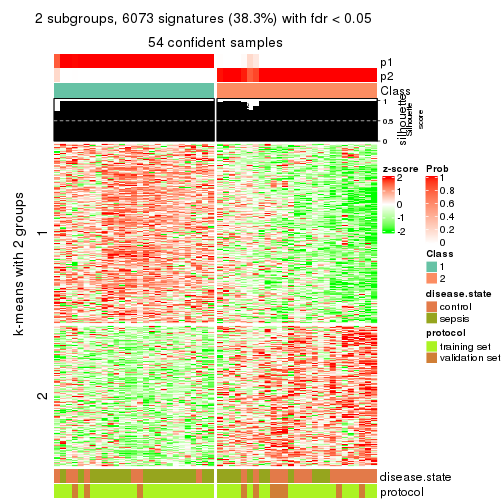 2 subgroups, 6073 signatures (38.3%) with fdr < 0.05
54 confident samples
p1
p2
Class
1
0.5
0
silhouette
Silhouette
score
k-means with 2 groups
1
2
z-score
2
1
0
-1
-2
Prob
1
0.8
0.6
0.4
0.2
0
Class
1
2
disease.state
control
sepsis
protocol
training set
validation set
disease.state
protocol